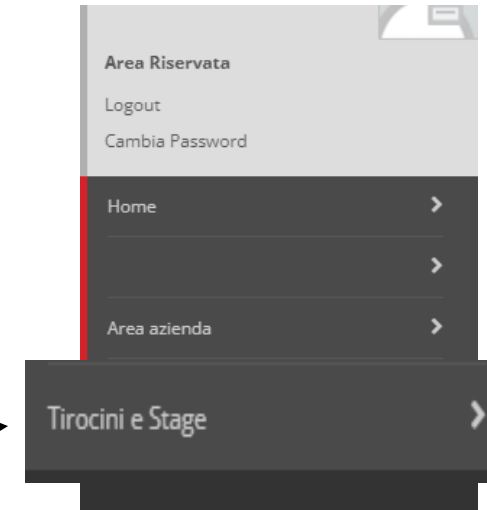 Area Riservata
Logout
Cambia Password
Home
Area azienda
Tirocini e Stage